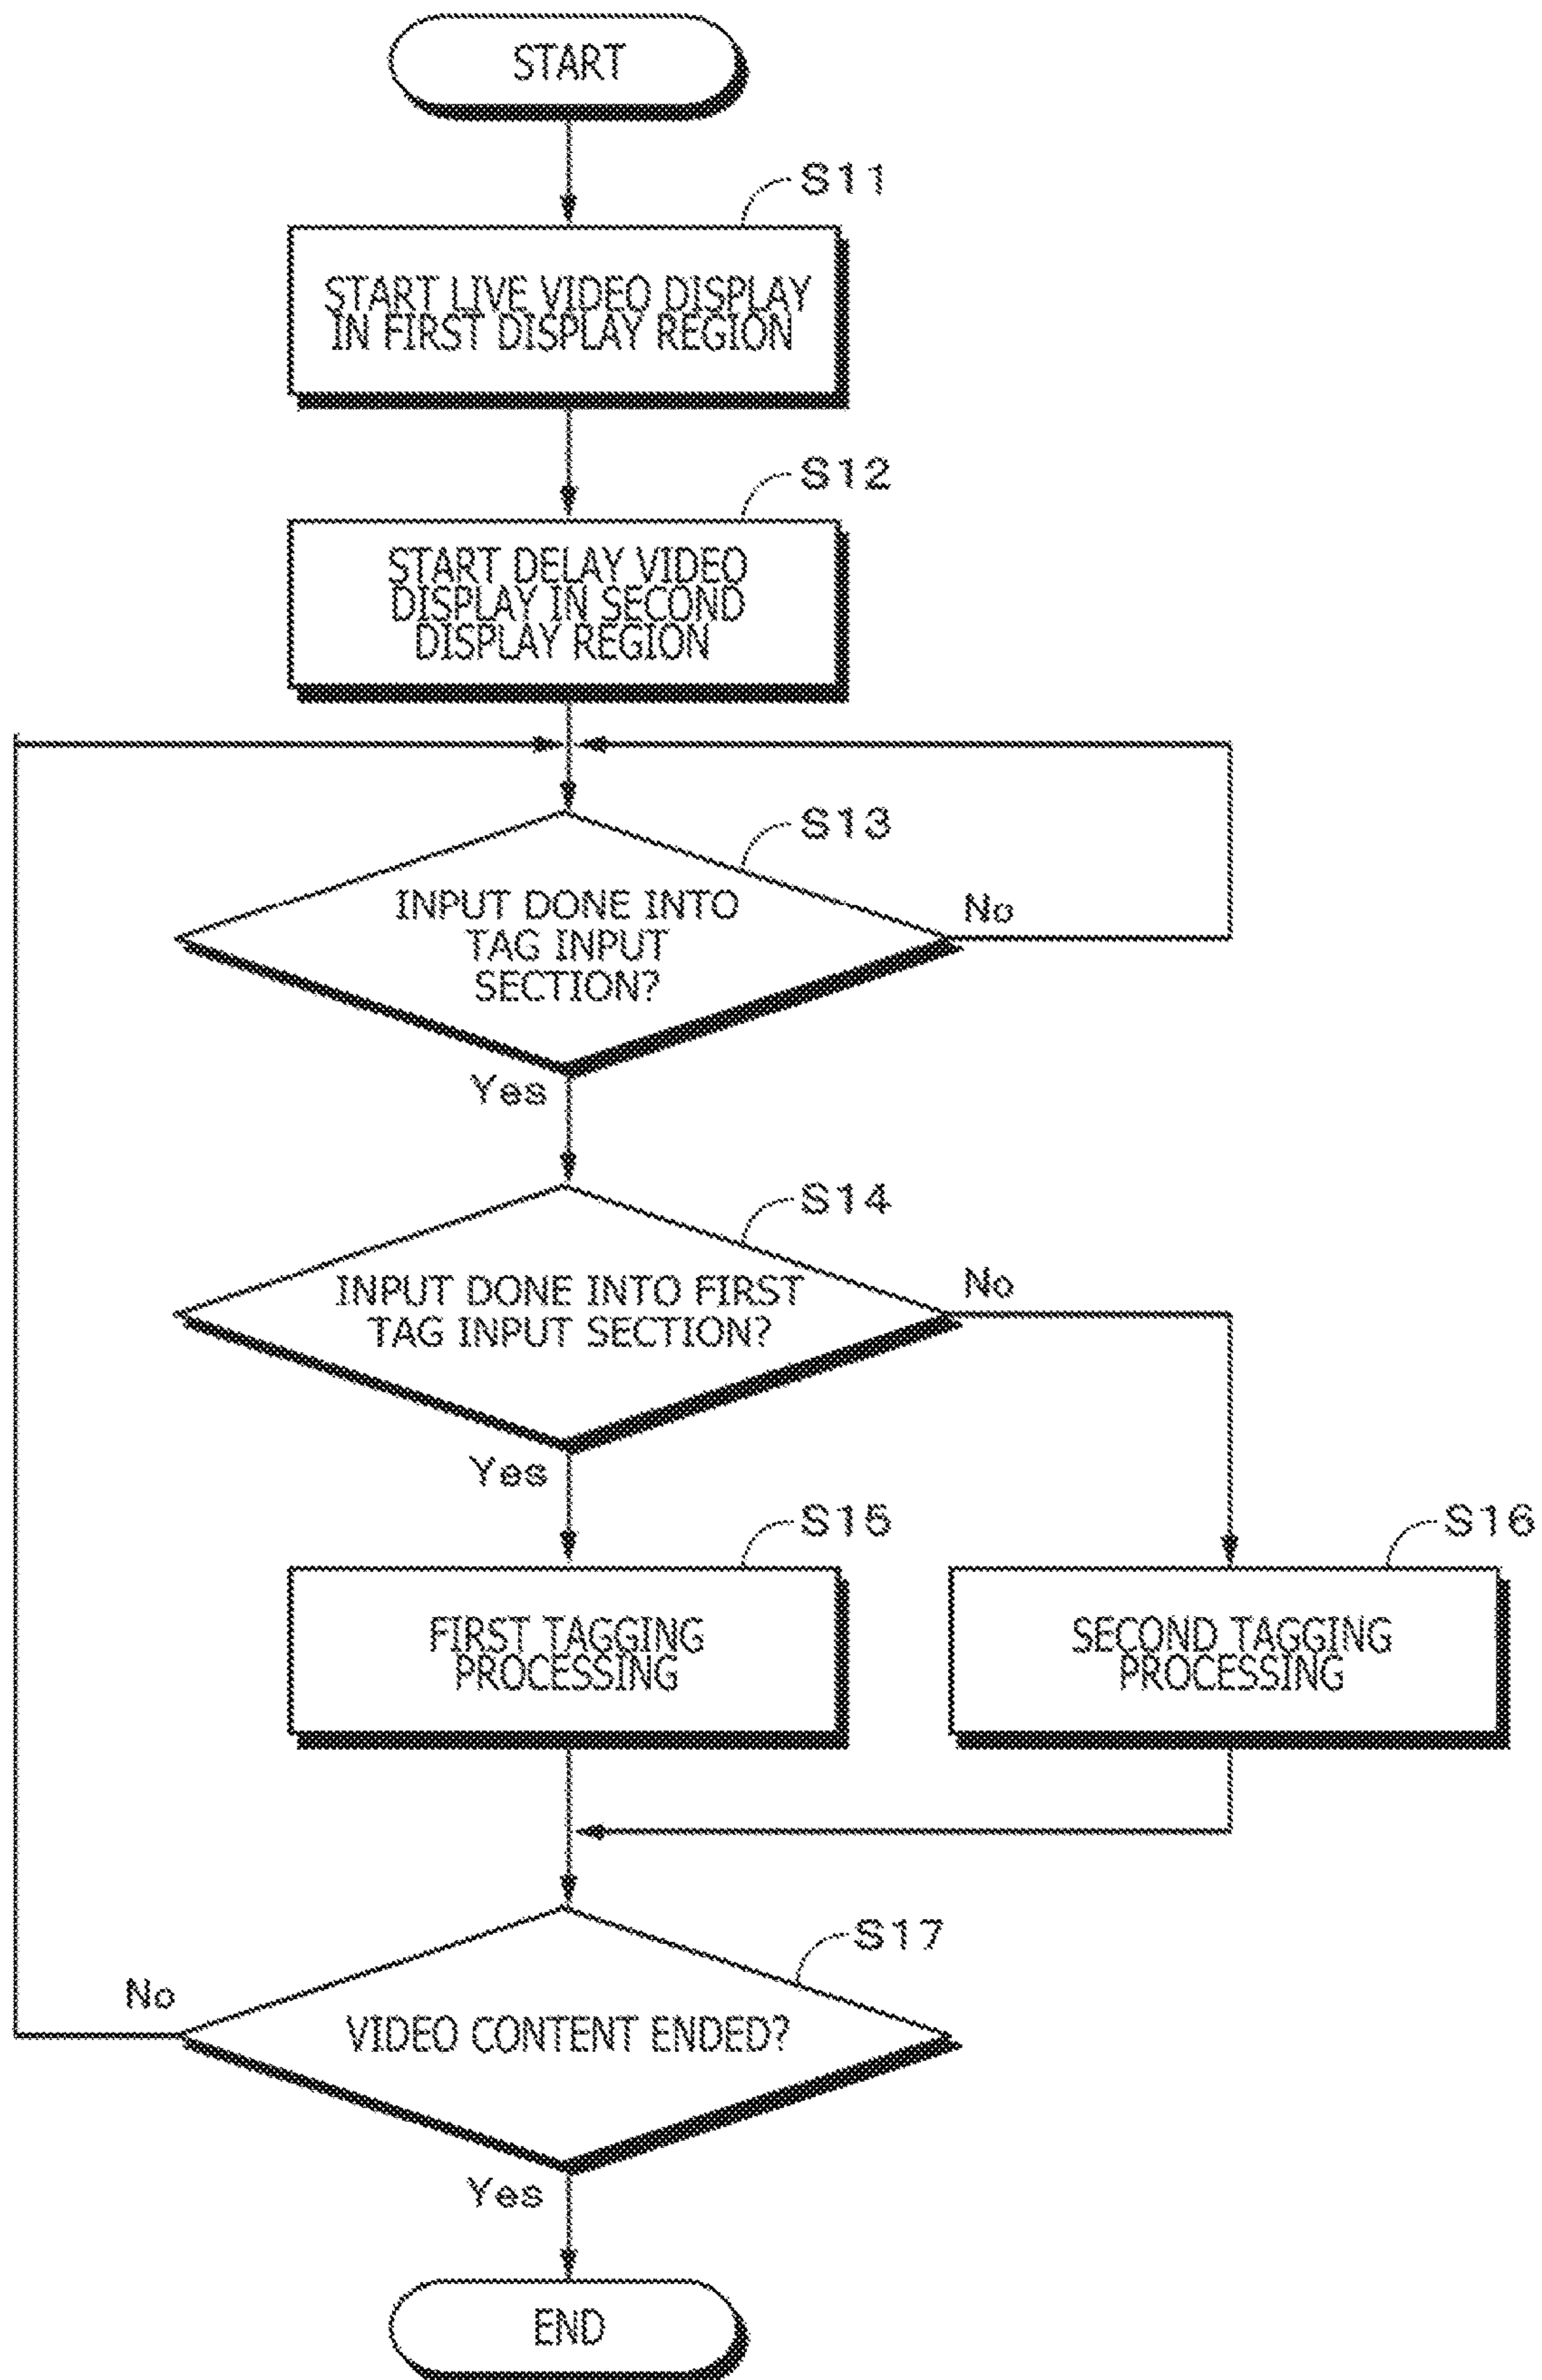 START
S11
START LIVE VIDEO DISPLAY
IN FIRST DISPLAY REGION
S12
START DELAY VIDEO
DISPLAY IN SECOND
DISPLAY REGION
S13
INPUT DONE INTO
TAG INPUT
SECTION?
No
Yes
S14
INPUT DONE INTO FIRST
TAG INPUT SECTION?
No
Yes
S15
FIRST TAGGING
PROCESSING
S16
SECOND TAGGING
PROCESSING
S17
VIDEO CONTENT ENDED?
No
Yes
END